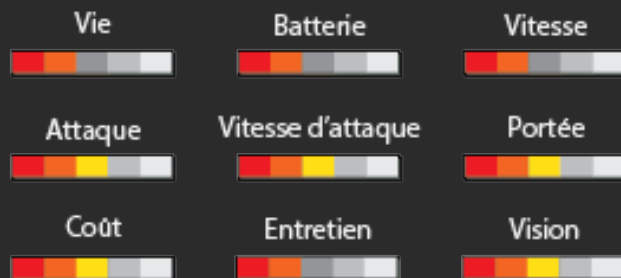 Vie Batterie Vitesse
Attaque Vitesse d'attaque Portée
Coût Entretien Vision